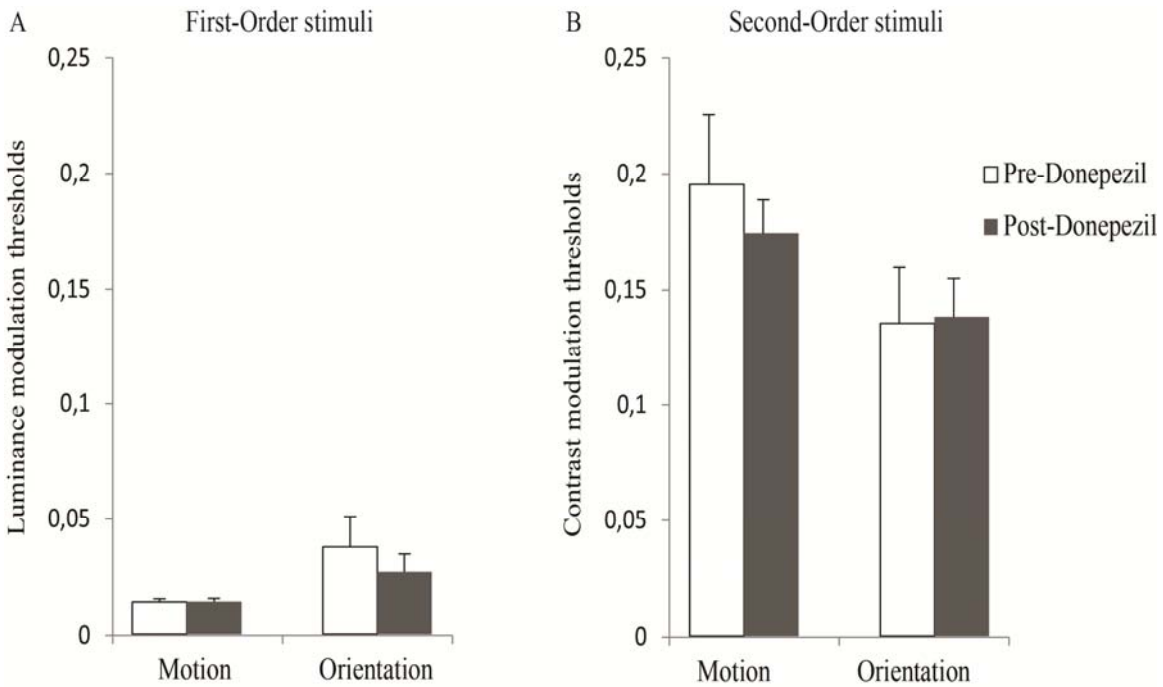 A
First-Order stimuli
Luminance modulation thresholds
0,25
0,2
0,15
0,1
0,05
0
Motion
Orientation
B
Second-Order stimuli
Contrast modulation thresholds
0,25
0,2
0,15
0,1
0,05
0
Motion
Orientation
Pre-Donepezil
Post-Donepezil